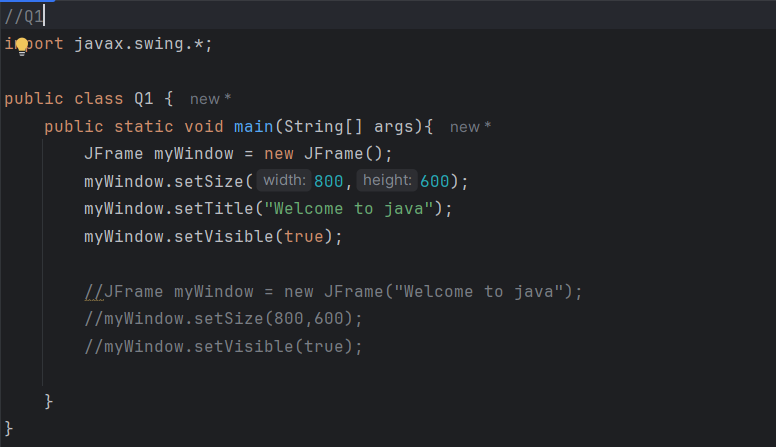 //Q1
import javax.swing.*;
public class Q1 { new *
public static void main(String[] args){ new *
JFrame myWindow = new JFrame();
myWindow.setSize( width: 800, height: 600);
myWindow.setTitle("Welcome to java");
myWindow.setVisible(true);
//JFrame myWindow = new JFrame("Welcome to java");
//myWindow.setSize(800,600);
//myWindow.setVisible(true);
}
}